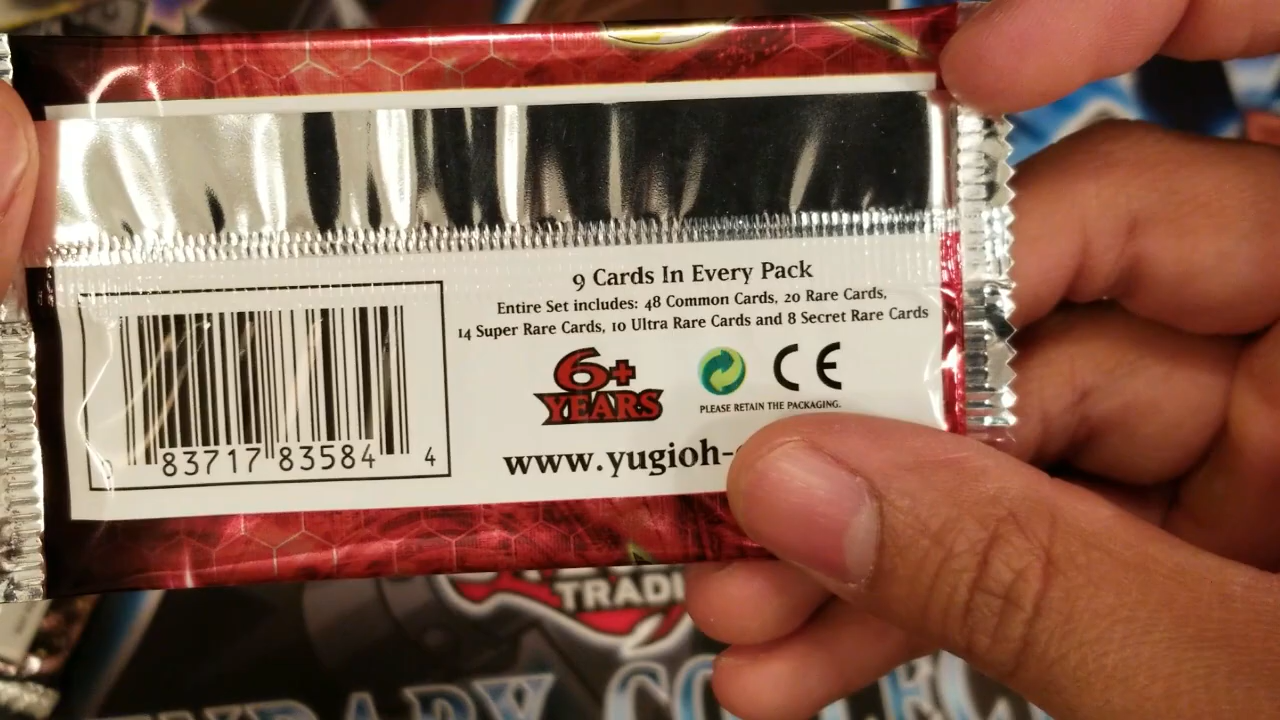 9 Cards In Every Pack
Entire Set includes: 48 Common Cards, 20 Rare Cards,
14 Super Rare Cards, 10 Ultra Rare Cards and 8 Secret Rare Cards
6+
YEARS
CE
PLEASE RETAIN THE PACKAGING.
www.yugioh-
83717 83584 4
TRADI